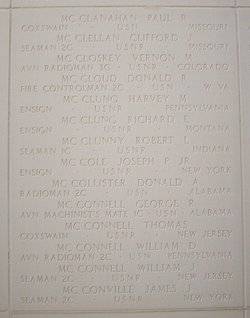 MC CLANAHAN PAUL R
COXSWAIN · USNR · MISSOURI
MC CLELLAN CLIFFORD J
SEAMAN 2C · USNR · MISSOURI
MC CLOSKEY VERNON M
AVN RADIOMAN 3C · USNR · COLORADO
MC CLOUD DONALD R
FIRE CONTROLMAN 2C · USN · W VA
MC CLUNG HARVEY M
ENSIGN · USNR · PENNSYLVANIA
MC CLUNG RICHARD E
ENSIGN · USNR · MONTANA
MC CLUNNY ROBERT L
SEAMAN 1C · USNR · INDIANA
MC COLE JOSEPH P JR
ENSIGN · USNR · NEW YORK
MC COLLISTER DONALD A
RADIOMAN 2C · USN · ALABAMA
MC CONNELL GEORGE R
AVN MACHINIST'S MATE 1C · USN · ALABAMA
MC CONNELL THOMAS
COXSWAIN · USNR · NEW JERSEY
MC CONNELL WILLIAM D
AVN RADIOMAN 2C · USN · PENNSYLVANIA
MC CONNELL WILLIAM J
SEAMAN 2C · USNR · NEW JERSEY
MC CONVILLE JAMES J
SEAMAN 2C · USNR · NEW YORK